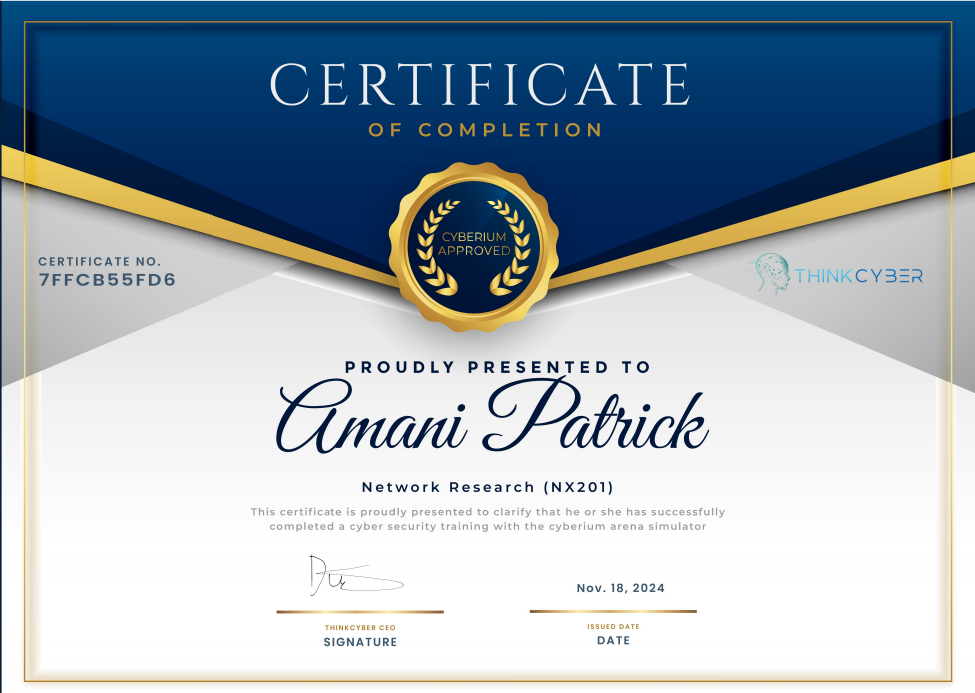 CERTIFICATE
OF COMPLETION
CYBERIUM
APPROVED
CERTIFICATE NO.
7FFCB55FD6
THINKCYBER
PROUDLY PRESENTED TO
Amani Patrick
Network Research (NX201)
This certificate is proudly presented to clarify that he or she has successfully
completed a cyber security training with the cyberium arena simulator
Nov. 18, 2024
THINKCYBER CEO
SIGNATURE
ISSUED DATE
DATE